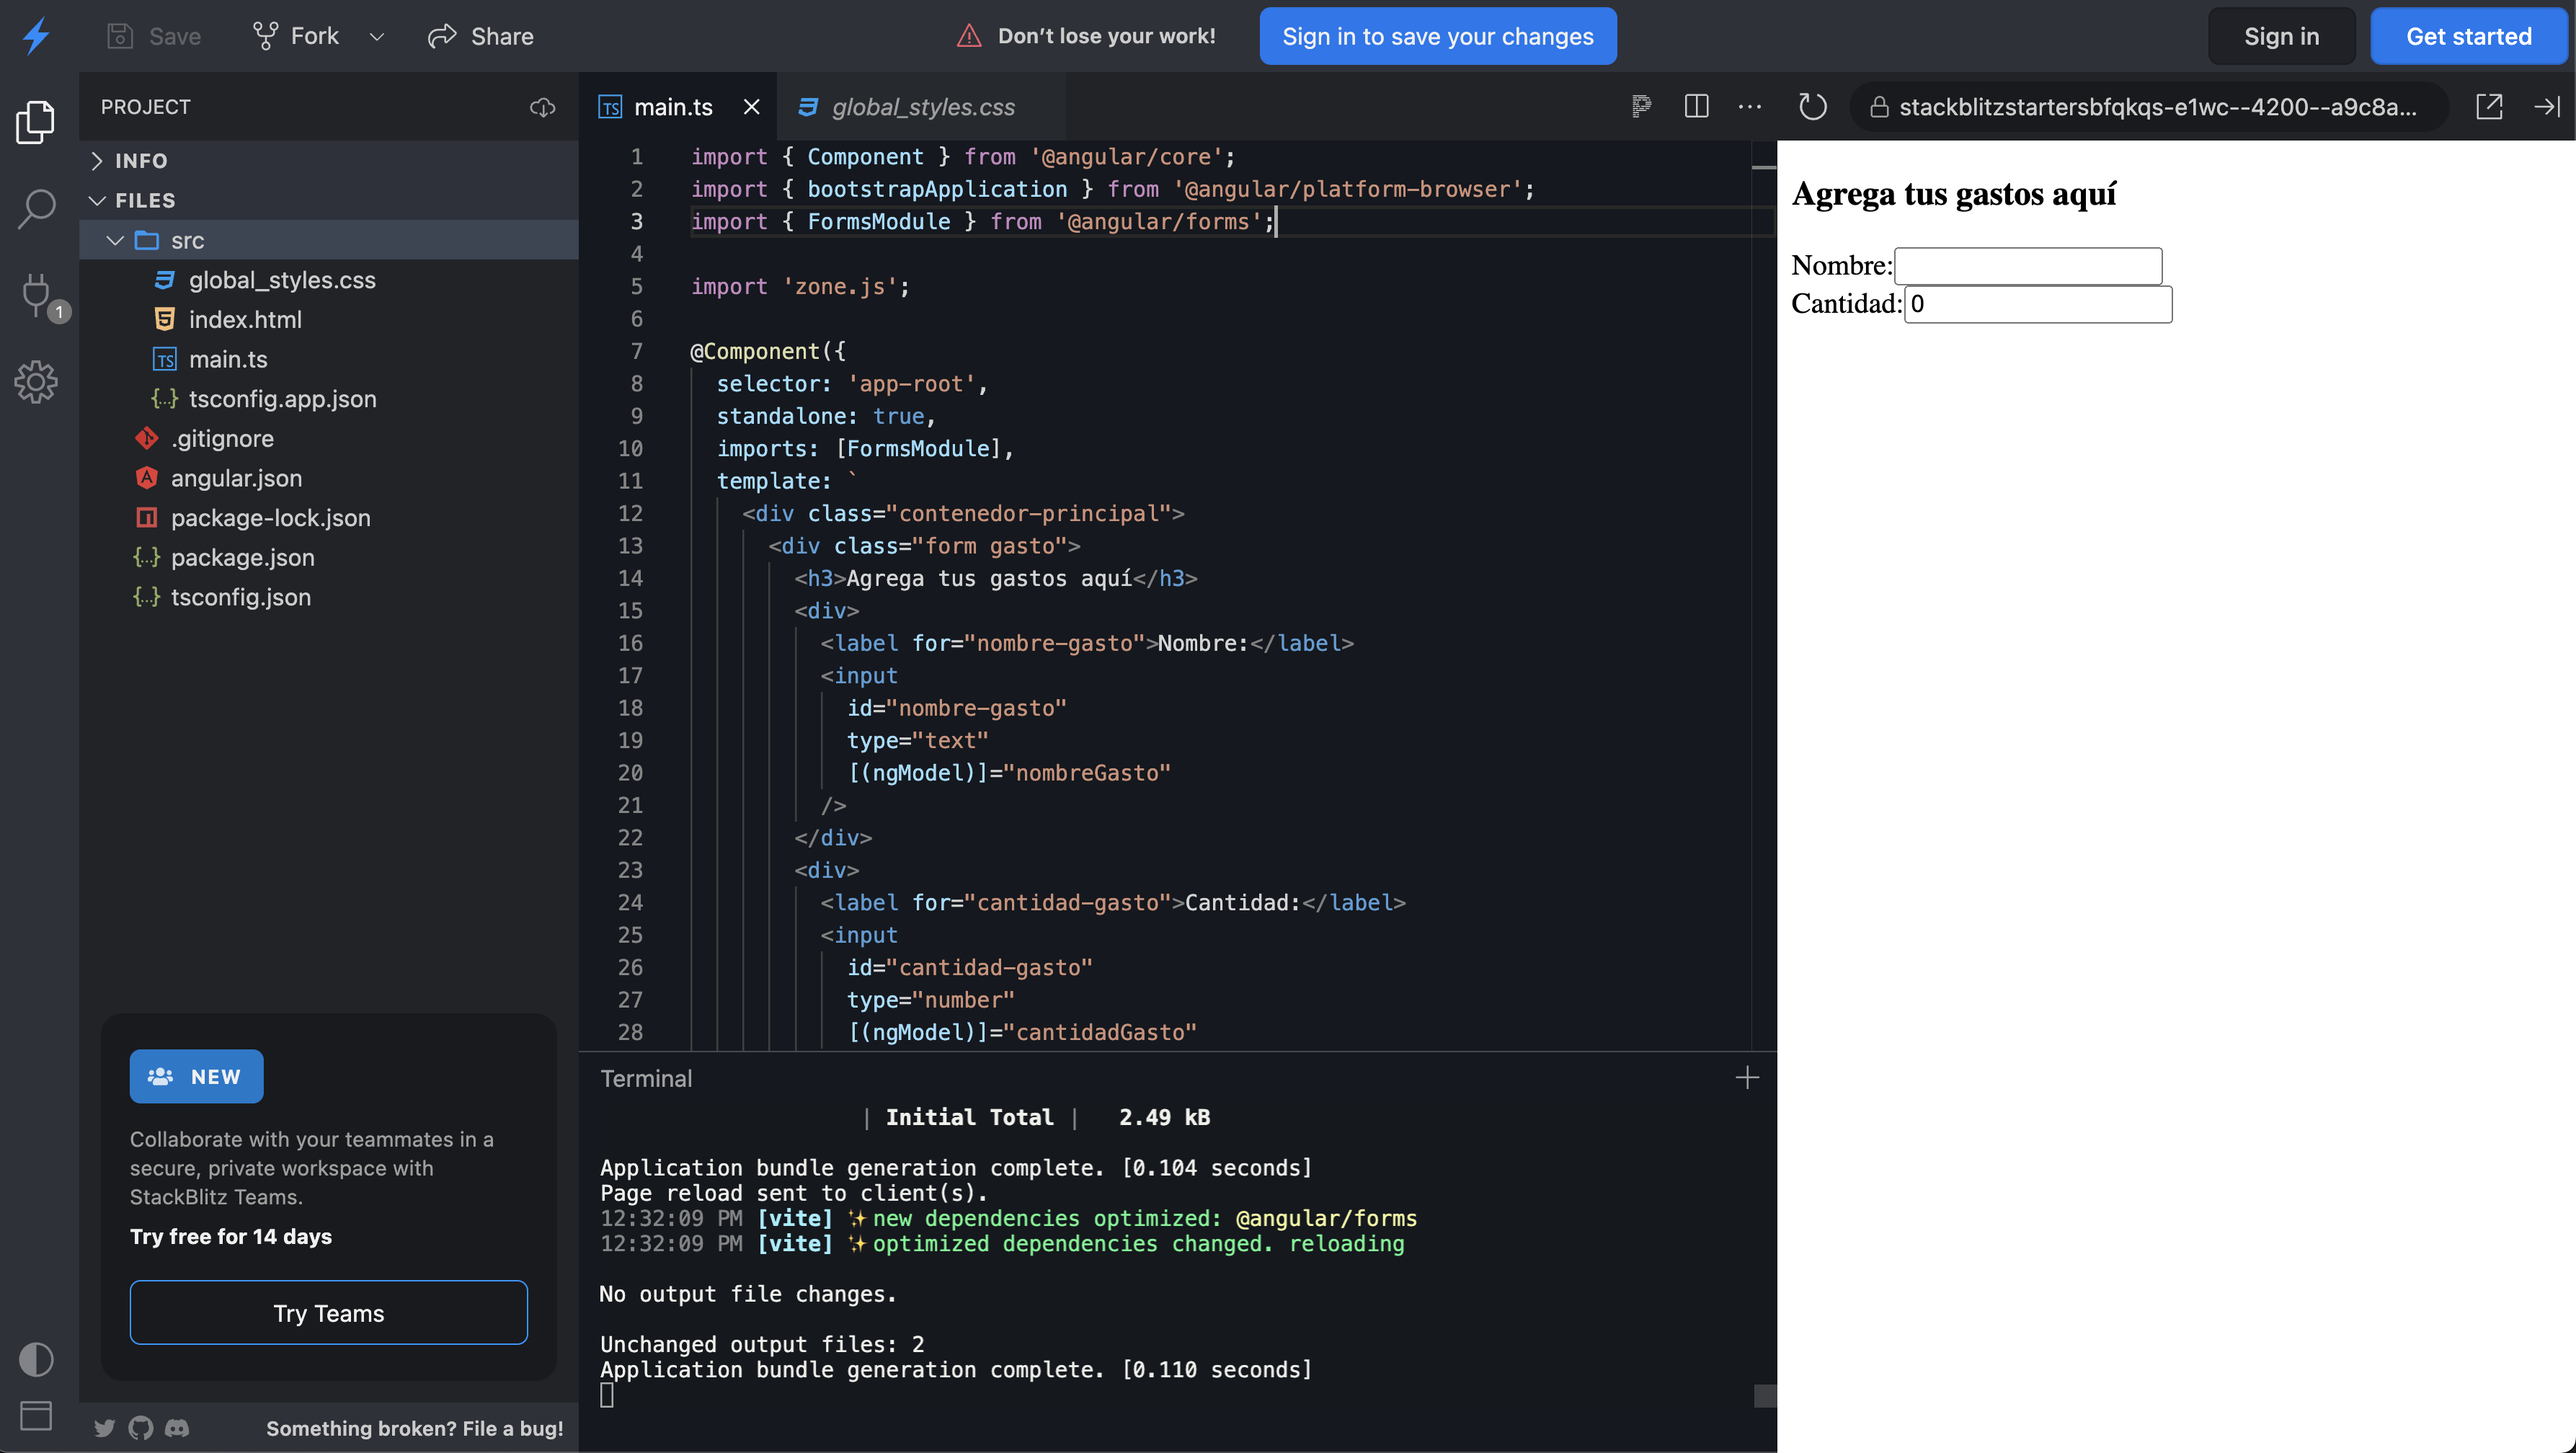 Save
Fork
Share
Don't lose your work!
Sign in to save your changes
Sign in
Get started
PROJECT
INFO
FILES
src
global_styles.css
index.html
main.ts
tsconfig.app.json
.gitignore
angular.json
package-lock.json
package.json
tsconfig.json
1
NEW
Collaborate with your teammates in a
secure, private workspace with
StackBlitz Teams.
Try free for 14 days
Try Teams
Something broken? File a bug!
main.ts
global_styles.css
1 import { Component } from '@angular/core';
2 import { bootstrapApplication } from '@angular/platform-browser';
3 import { FormsModule } from '@angular/forms';
4
5 import 'zone.js';
6
7 @Component({
8 selector: 'app-root',
9 standalone: true,
10 imports: [FormsModule],
11 template: `
12 <div class="contenedor-principal">
13 <div class="form gasto">
14 <h3>Agrega tus gastos aquí</h3>
15 <div>
16 <label for="nombre-gasto">Nombre:</label>
17 <input
18 id="nombre-gasto"
19 type="text"
20 [(ngModel)]="nombreGasto"
21 />
22 </div>
23 <div>
24 <label for="cantidad-gasto">Cantidad:</label>
25 <input
26 id="cantidad-gasto"
27 type="number"
28 [(ngModel)]="cantidadGasto"
Terminal
| Initial Total | 2.49 kB
Application bundle generation complete. [0.104 seconds]
Page reload sent to client(s).
12:32:09 PM [vite] ✨new dependencies optimized: @angular/forms
12:32:09 PM [vite] ✨optimized dependencies changed. reloading
No output file changes.
Unchanged output files: 2
Application bundle generation complete. [0.110 seconds]
stackblitzstartersbfqkqs-e1wc--4200--a9c8a...
Agrega tus gastos aquí
Nombre:
Cantidad: 0